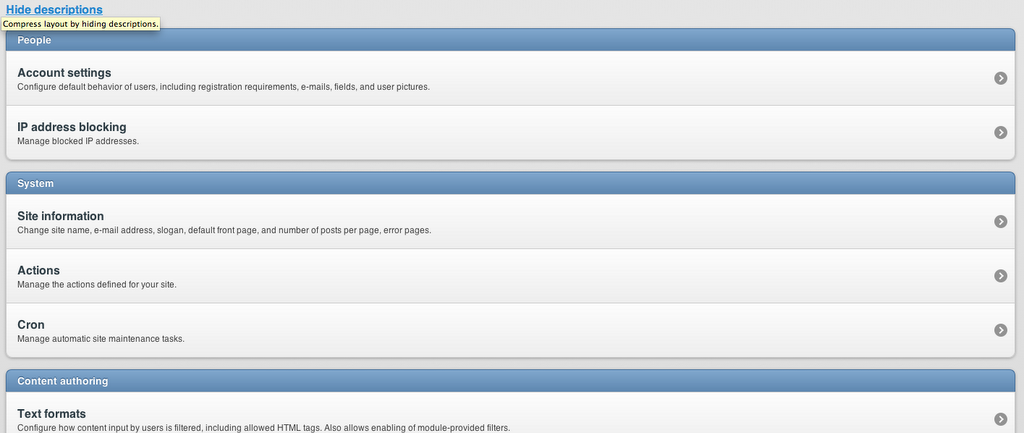 Hide descriptions
Compress layout by hiding descriptions.
People
Account settings
Configure default behavior of users, including registration requirements, e-mails, fields, and user pictures.
IP address blocking
Manage blocked IP addresses.
System
Site information
Change site name, e-mail address, slogan, default front page, and number of posts per page, error pages.
Actions
Manage the actions defined for your site.
Cron
Manage automatic site maintenance tasks.
Content authoring
Text formats
Configure how content input by users is filtered, including allowed HTML tags. Also allows enabling of module-provided filters.